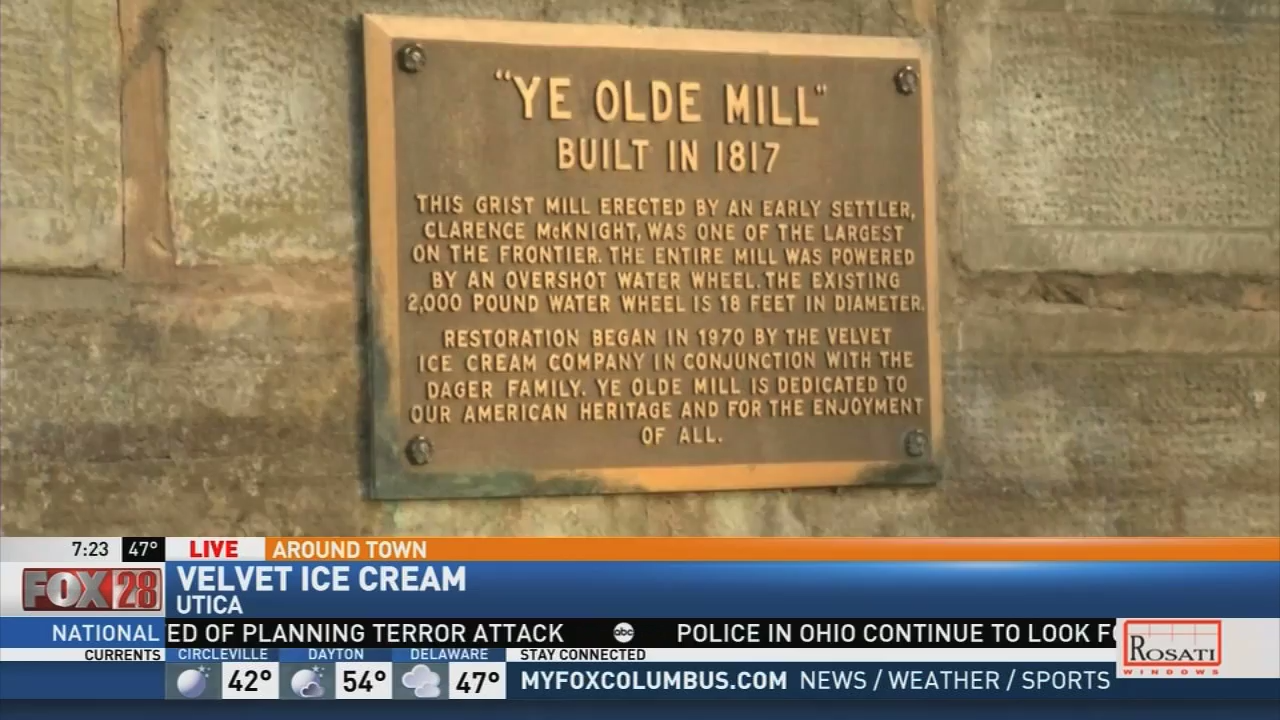 "YE OLDE MILL"
BUILT IN 1817
THIS GRIST MILL ERECTED BY AN EARLY SETTLER,
CLARENCE McKNIGHT, WAS ONE OF THE LARGEST
ON THE FRONTIER. THE ENTIRE MILL WAS POWERED
BY AN OVERSHOT WATER WHEEL. THE EXISTING
2,000 POUND WATER WHEEL IS 18 FEET IN DIAMETER.
RESTORATION BEGAN IN 1970 BY THE VELVET
ICE CREAM COMPANY IN CONJUNCTION WITH THE
DAGER FAMILY. YE OLDE MILL IS DEDICATED TO
OUR AMERICAN HERITAGE AND FOR THE ENJOYMENT
OF ALL.
7:23 47° LIVE AROUND TOWN
FOX 28 VELVET ICE CREAM
UTICA
NATIONAL ED OF PLANNING TERROR ATTACK abc POLICE IN OHIO CONTINUE TO LOOK
ROSATI
WINDOWS
CURRENTS CIRCLEVILLE DAYTON DELAWARE STAY CONNECTED
42° 54° 47° MYFOXCOLUMBUS.COM NEWS / WEATHER / SPORTS